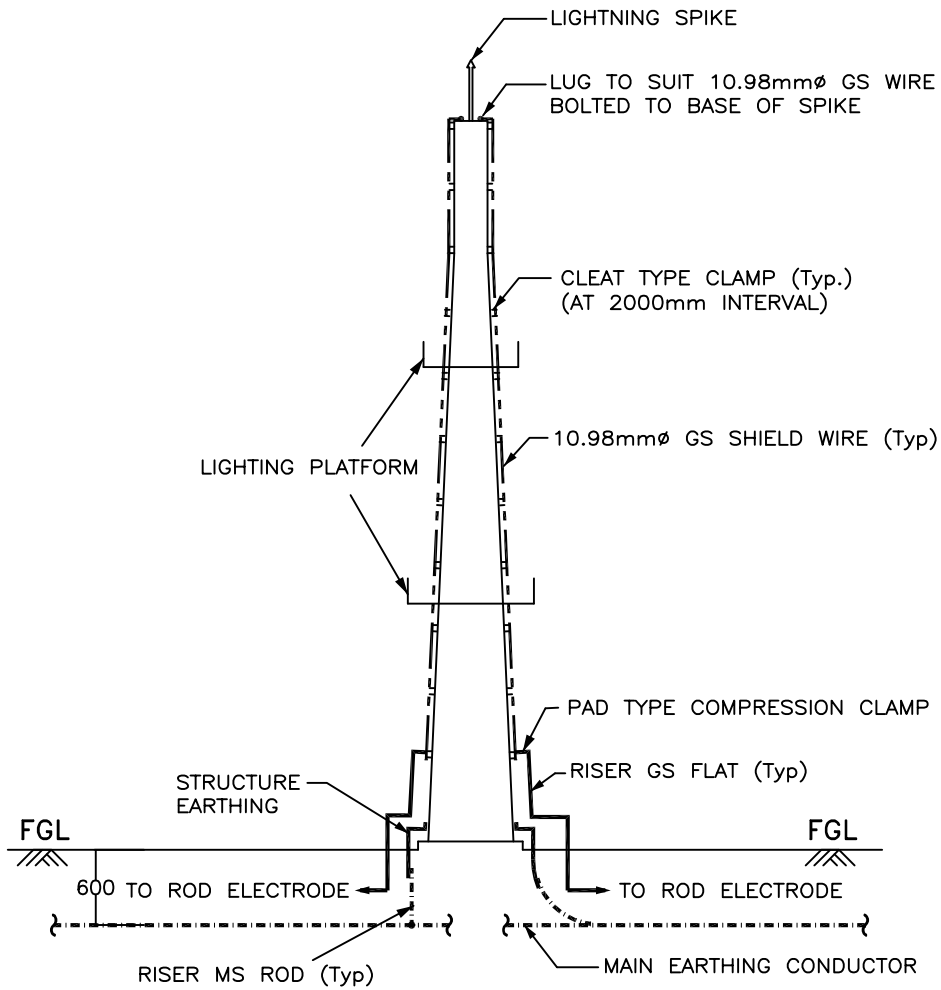 LIGHTNING SPIKE
LUG TO SUIT 10.98mmø GS WIRE
BOLTED TO BASE OF SPIKE
CLEAT TYPE CLAMP (Typ.)
(AT 2000mm INTERVAL)
10.98mmø GS SHIELD WIRE (Typ)
LIGHTING PLATFORM
PAD TYPE COMPRESSION CLAMP
RISER GS FLAT (Typ)
STRUCTURE
EARTHING
FGL
FGL
600
TO ROD ELECTRODE
TO ROD ELECTRODE
RISER MS ROD (Typ)
MAIN EARTHING CONDUCTOR